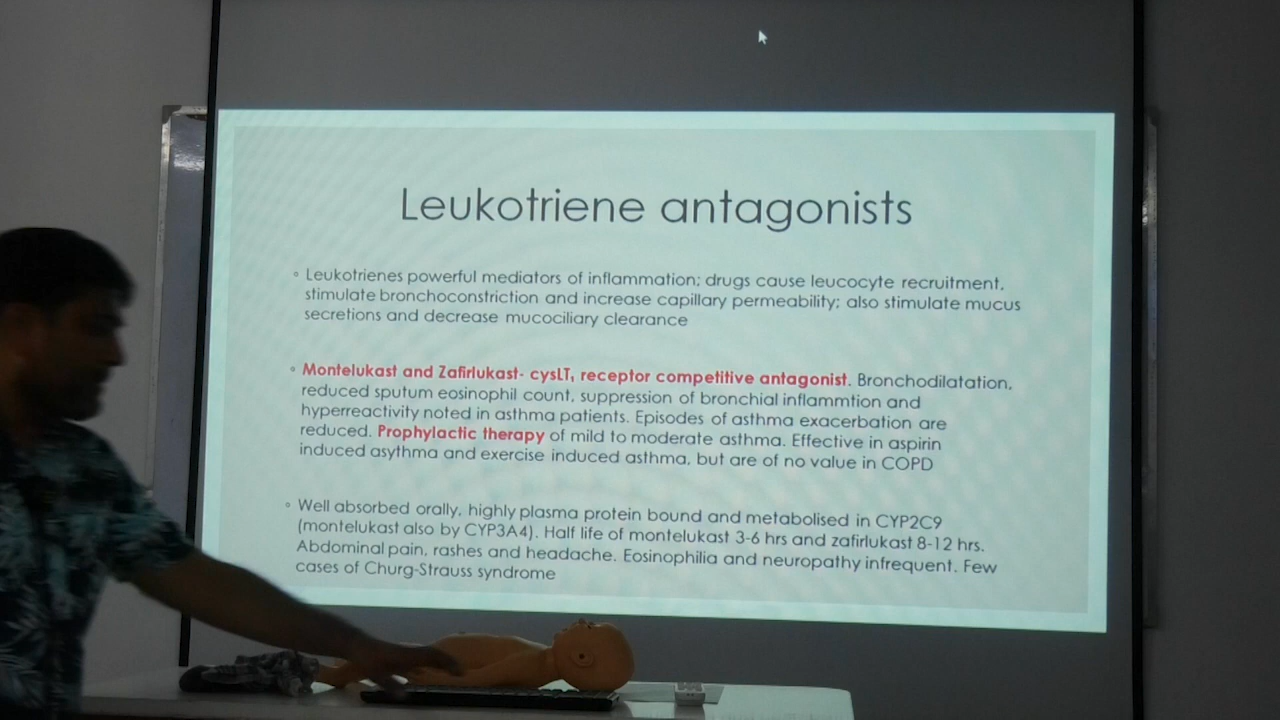 Leukotriene antagonists
◦ Leukotrienes powerful mediators of inflammation; drugs cause leucocyte recruitment,
stimulate bronchoconstriction and increase capillary permeability; also stimulate mucus
secretions and decrease mucociliary clearance
◦ Montelukast and Zafirlukast- cysLT₁ receptor competitive antagonist. Bronchodilatation,
reduced sputum eosinophil count, suppression of bronchial inflammtion and
hyperreactivity noted in asthma patients. Episodes of asthma exacerbation are
reduced. Prophylactic therapy of mild to moderate asthma. Effective in aspirin
induced asythma and exercise induced asthma, but are of no value in COPD
◦ Well absorbed orally, highly plasma protein bound and metabolised in CYP2C9
(montelukast also by CYP3A4). Half life of montelukast 3-6 hrs and zafirlukast 8-12 hrs.
Abdominal pain, rashes and headache. Eosinophilia and neuropathy infrequent. Few
cases of Churg-Strauss syndrome